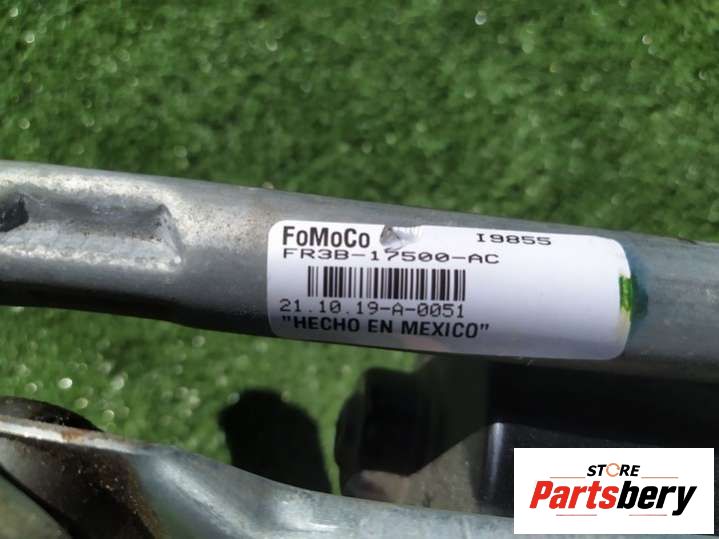 FoMoCo I9855
FR3B-17500-AC
21.10.19-A-0051
"HECHO EN MEXICO"
STORE
Partsbery